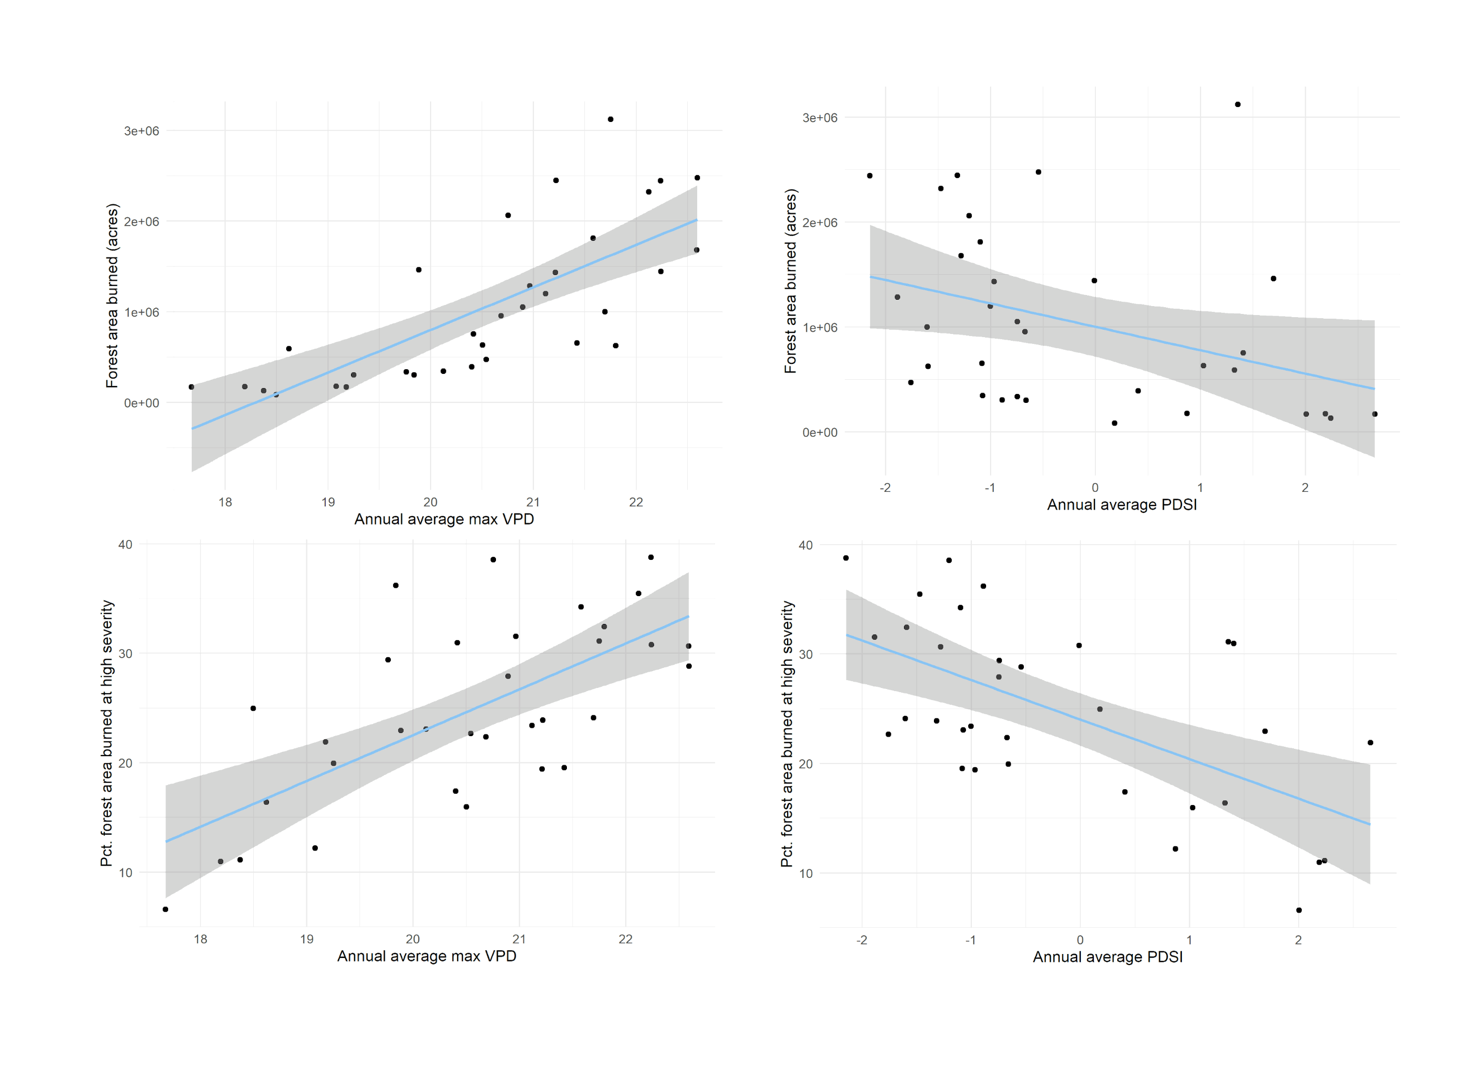 Forest area burned (acres)
3e+06
2e+06
1e+06
0e+00
18 19 20 21 22
Annual average max VPD
Forest area burned (acres)
3e+06
2e+06
1e+06
0e+00
-2 -1 0 1 2
Annual average PDSI
Pct. forest area burned at high severity
40
30
20
10
18 19 20 21 22
Annual average max VPD
Pct. forest area burned at high severity
40
30
20
10
-2 -1 0 1 2
Annual average PDSI